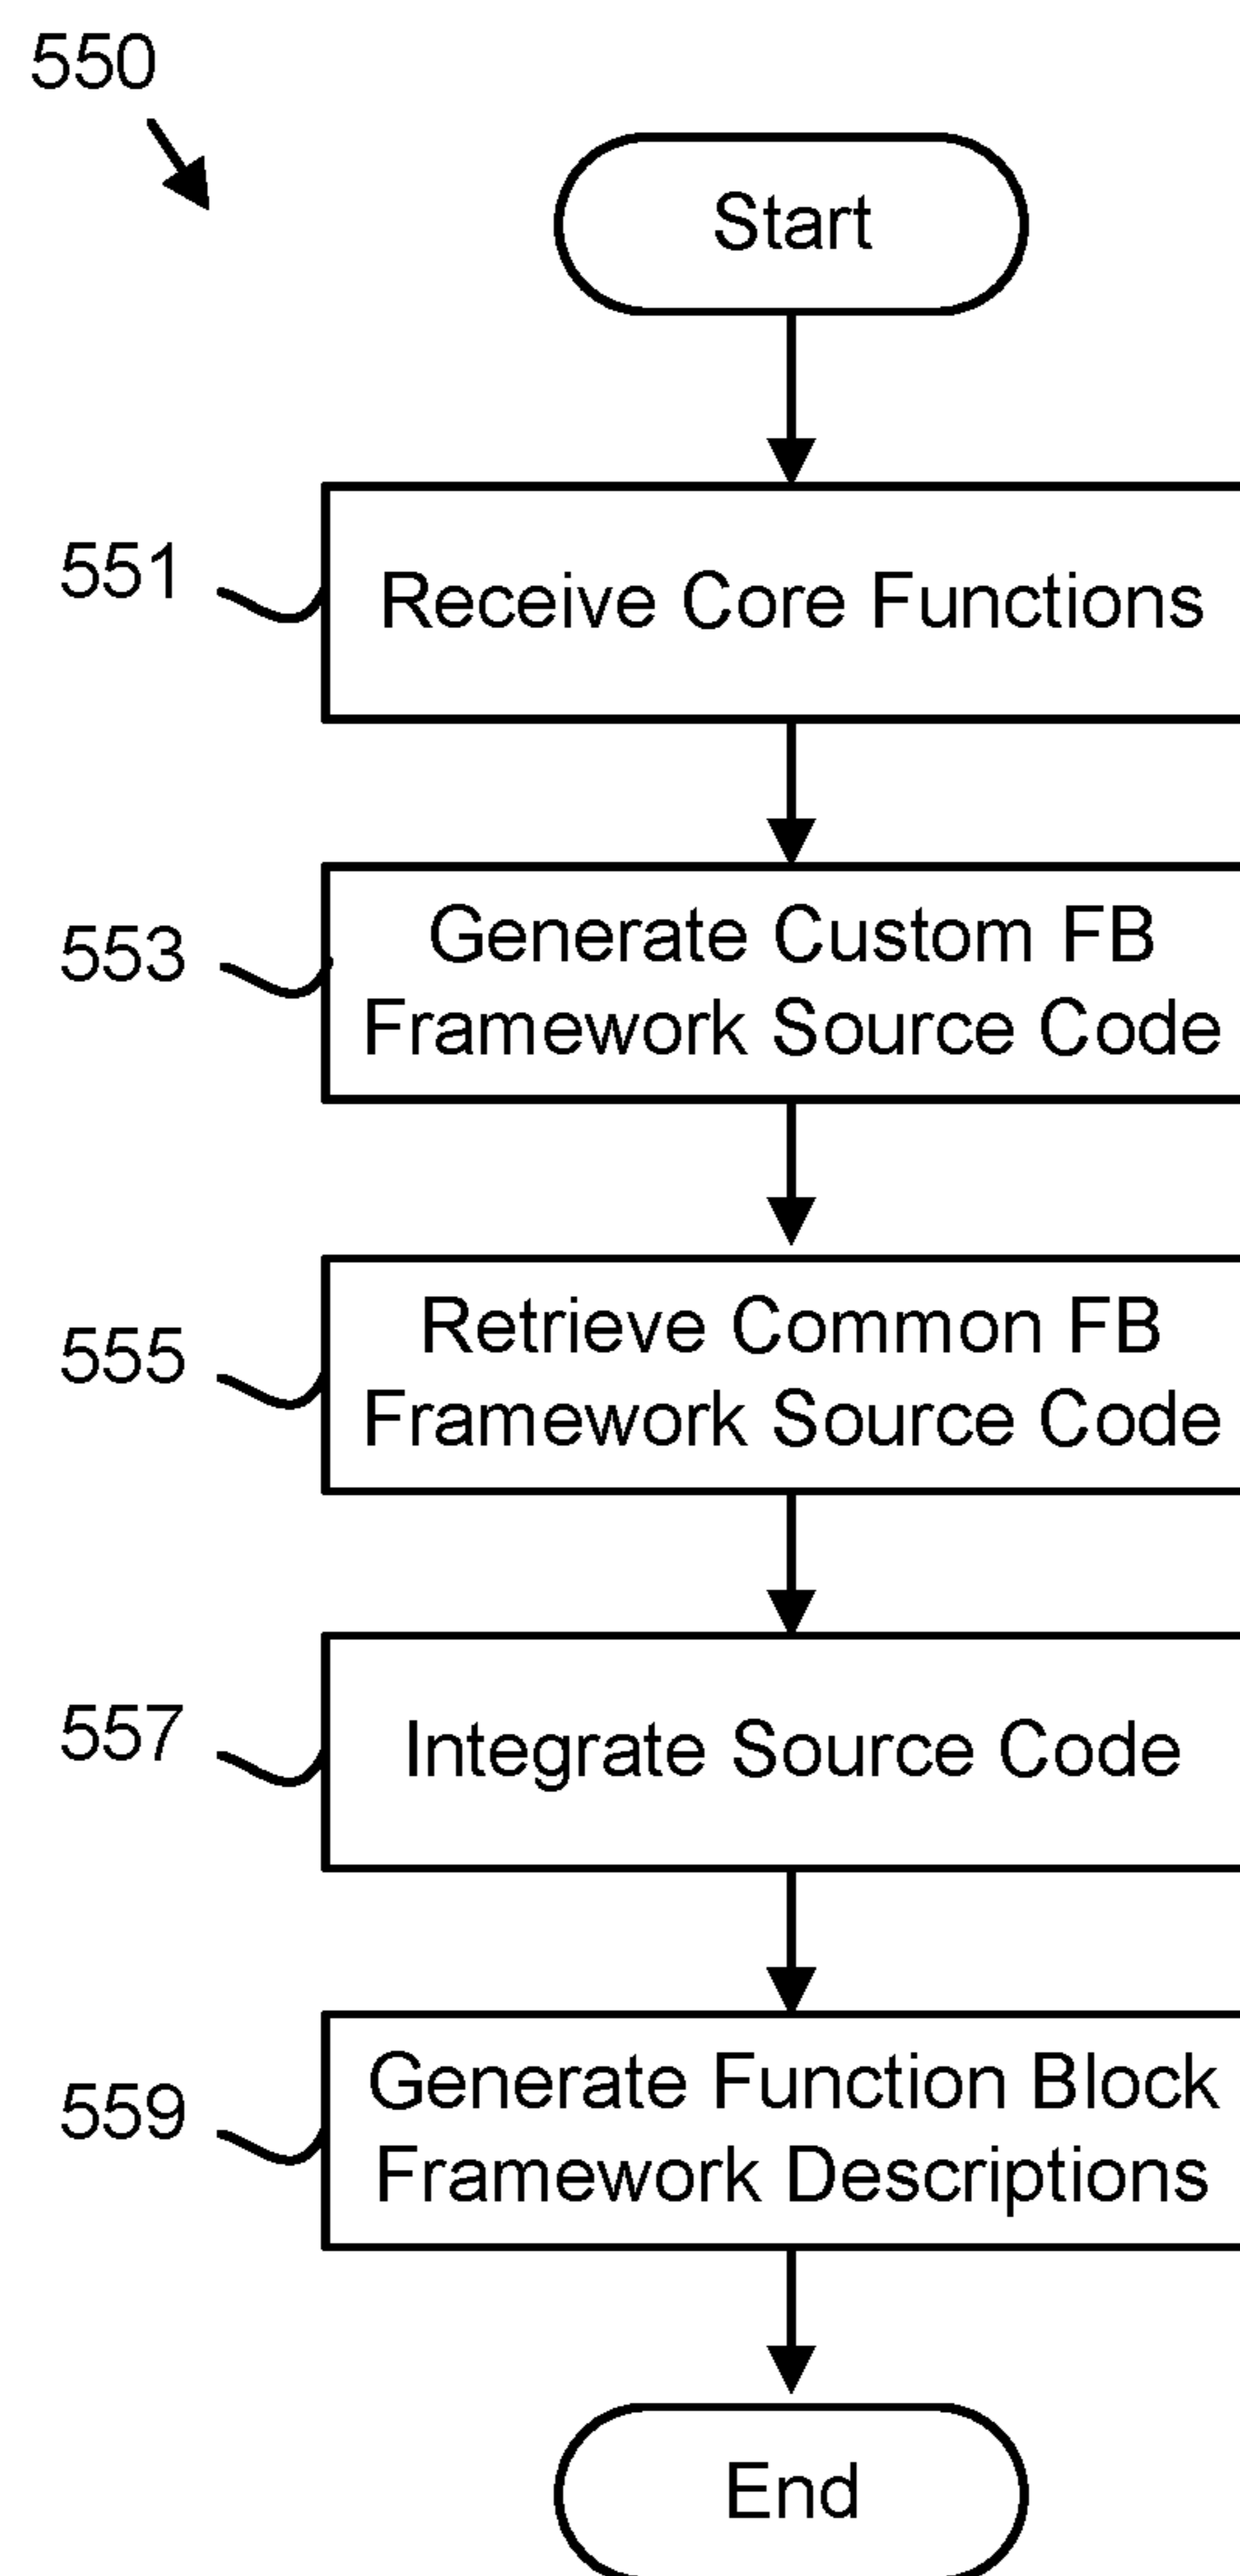 550
Start
551
Receive Core Functions
553
Generate Custom FB
Framework Source Code
555
Retrieve Common FB
Framework Source Code
557
Integrate Source Code
559
Generate Function Block
Framework Descriptions
End